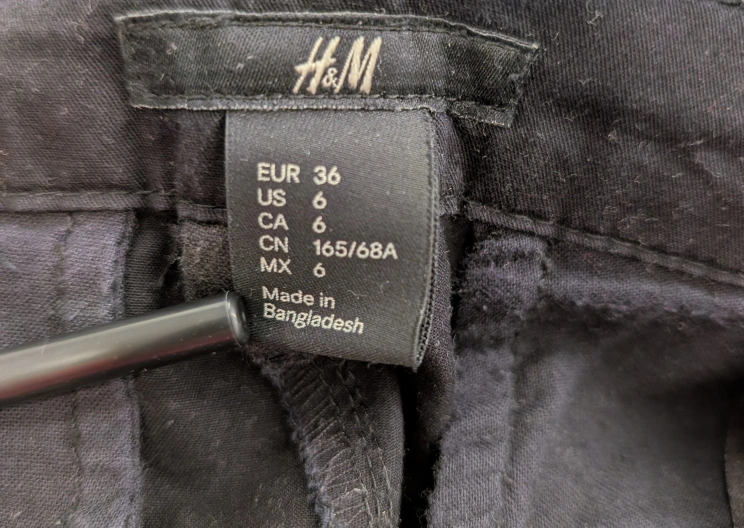 H&M
EUR 36
US 6
CA 6
CN 165/68A
MX 6
Made in
Bangladesh